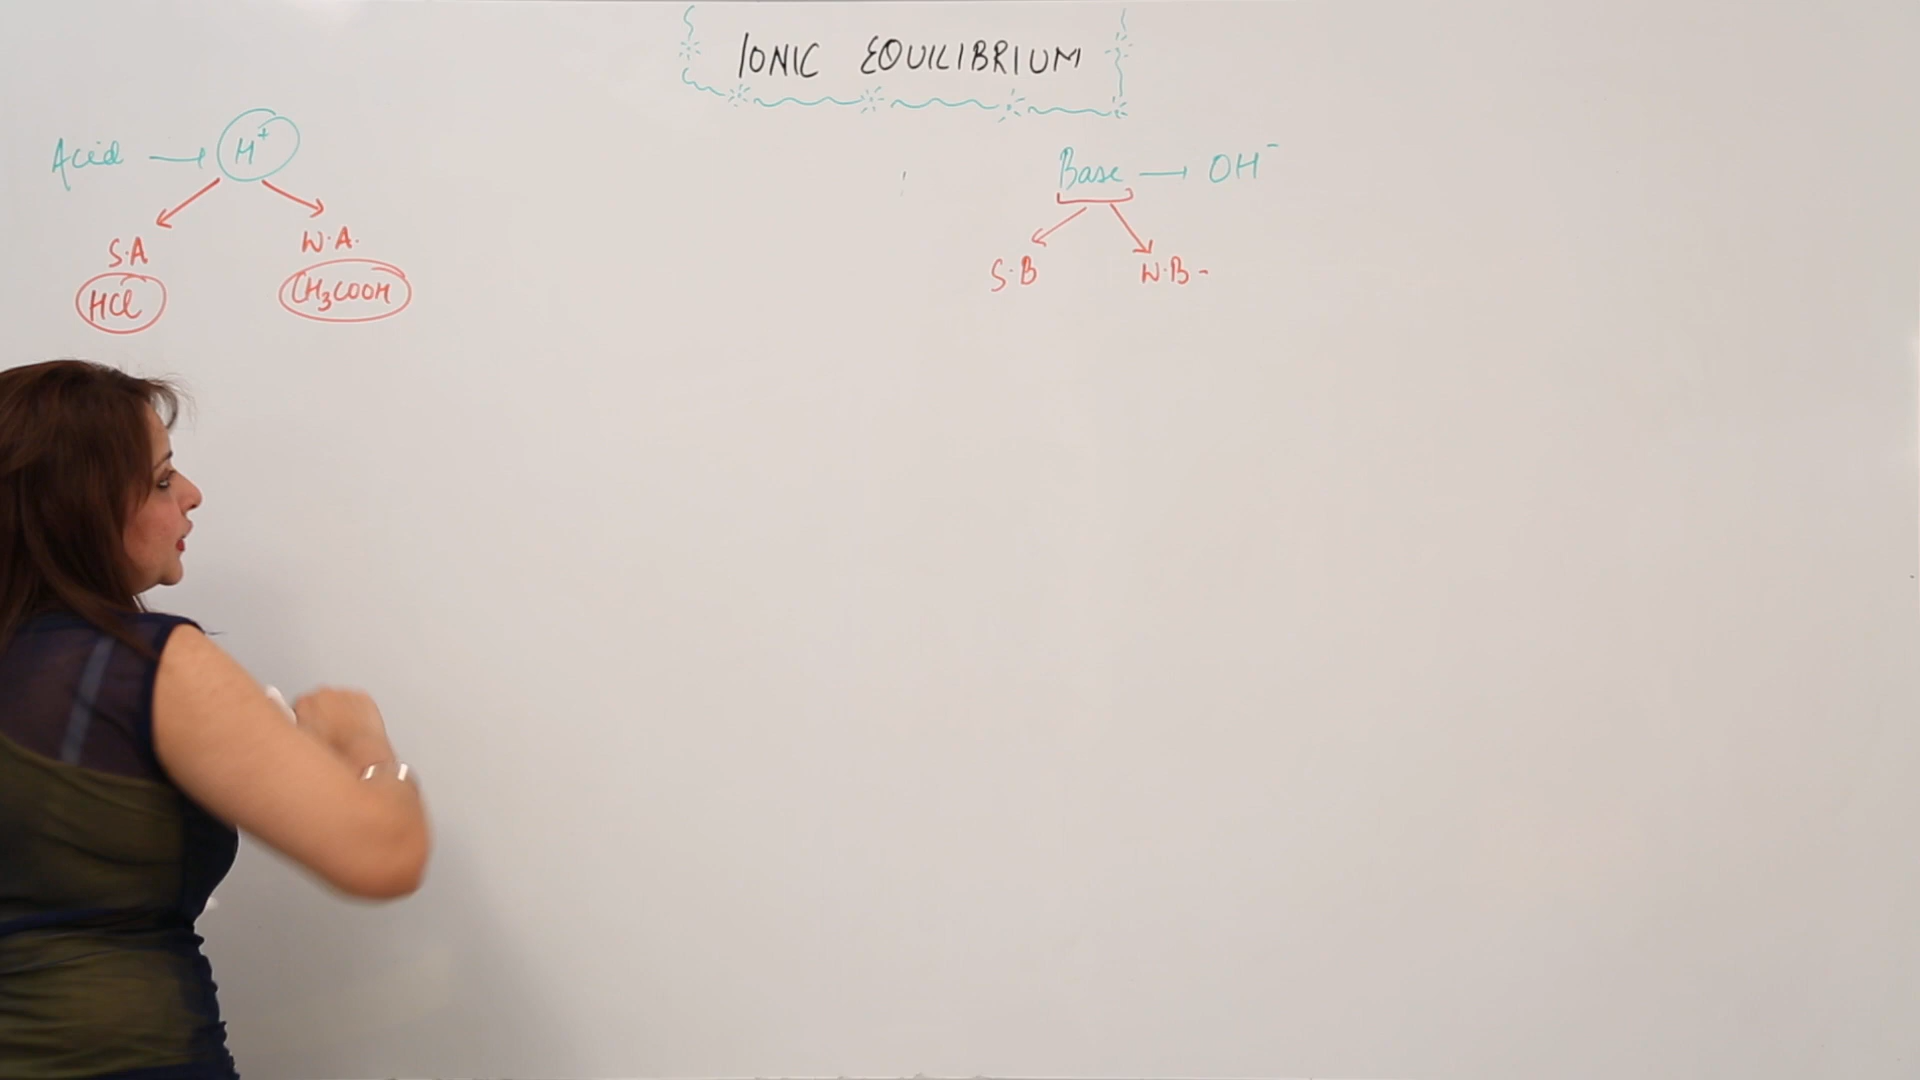 IONIC EQUILIBRIUM
Acid → H⁺
S.A
HCl
W.A.
CH₃COOH
Base → OH⁻
S.B
W.B-